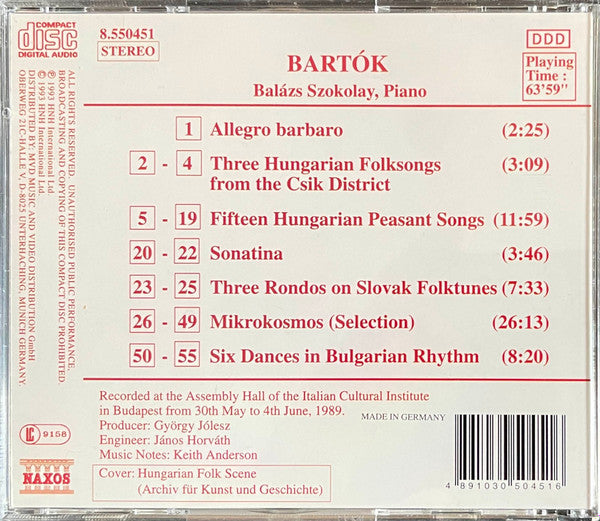 COMPACT
disc
DIGITAL AUDIO
8.550451
STEREO
DDD
Playing
Time :
63'59"
BARTÓK
Balázs Szokolay, Piano
1 Allegro barbaro (2:25)
2 - 4 Three Hungarian Folksongs (3:09)
from the Csik District
5 - 19 Fifteen Hungarian Peasant Songs (11:59)
20 - 22 Sonatina (3:46)
23 - 25 Three Rondos on Slovak Folktunes (7:33)
26 - 49 Mikrokosmos (Selection) (26:13)
50 - 55 Six Dances in Bulgarian Rhythm (8:20)
Recorded at the Assembly Hall of the Italian Cultural Institute
in Budapest from 30th May to 4th June, 1989.
Producer: György Jólesz
Engineer: János Horváth
Music Notes: Keith Anderson
Cover: Hungarian Folk Scene
(Archiv für Kunst und Geschichte)
MADE IN GERMANY
4 891030 504516
LC 9158
NAXOS
ALL RIGHTS RESERVED. UNAUTHORISED PUBLIC PERFORMANCE,
BROADCASTING AND COPYING OF THIS COMPACT DISC PROHIBITED.
℗ 1993 HNH International Ltd
© 1993 HNH International Ltd
DISTRIBUTED BY: MVD MUSIC AND VIDEO DISTRIBUTION GmbH
OBERWEG 21C-HALLE V, D-8025 UNTERHACHING, MUNICH GERMANY.